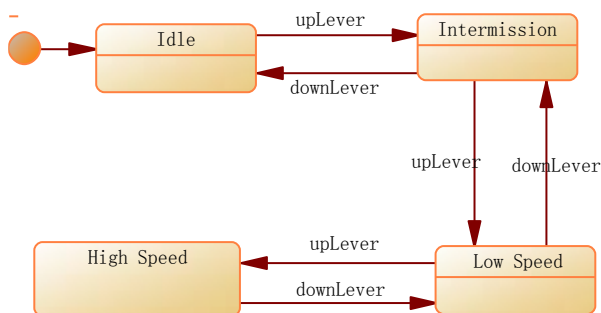 Idle
upLever
Intermission
downLever
upLever
downLever
High Speed
upLever
Low Speed
downLever